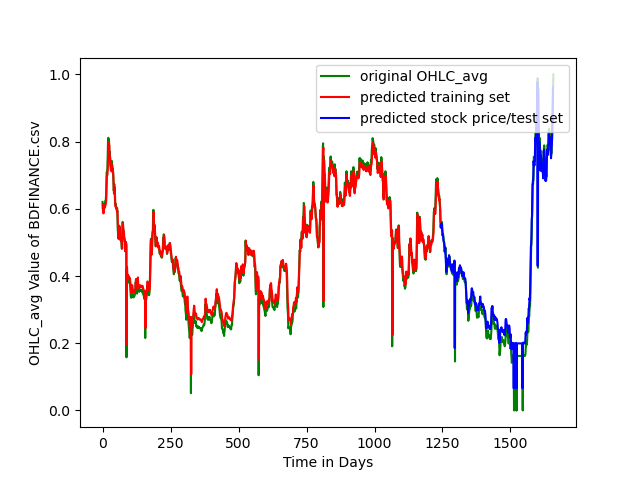 original OHLC_avg
predicted training set
predicted stock price/test set
OHLC_avg Value of BDFINANCE.csv
1.0
0.8
0.6
0.4
0.2
0.0
0 250 500 750 1000 1250 1500
Time in Days